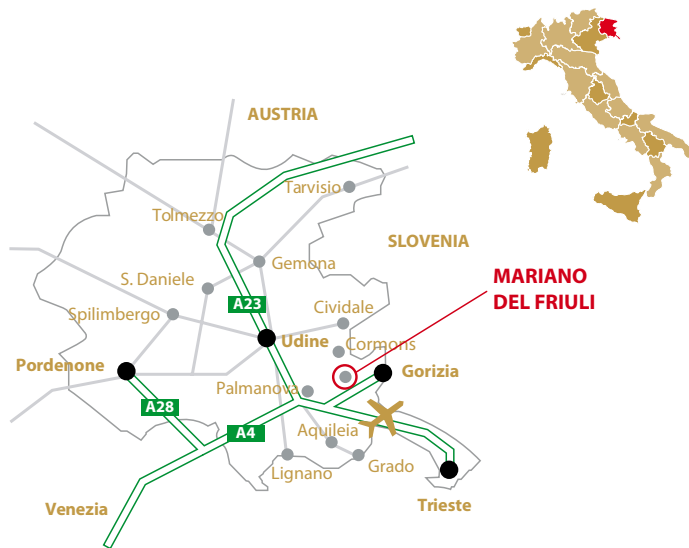 AUSTRIA
Tarvisio
Tolmezzo
SLOVENIA
Gemona
MARIANO
DEL FRIULI
S. Daniele
A23
Cividale
Spilimbergo
Udine
Cormons
Pordenone
Gorizia
Palmanova
A28
A4
Aquileia
Lignano
Grado
Venezia
Trieste